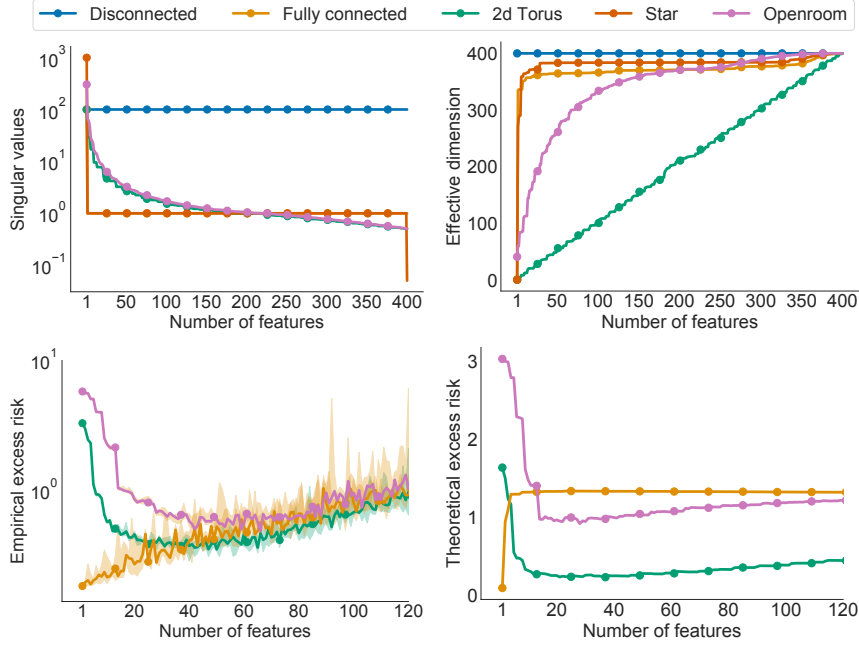 Disconnected Fully connected 2d Torus Star Openroom
Singular values
10^3
10^2
10^1
10^0
10^−1
1 50 100 150 200 250 300 350 400
Number of features
Effective dimension
400
300
200
100
0
1 50 100 150 200 250 300 350 400
Number of features
Empirical excess risk
10^1
10^0
1 20 40 60 80 100 120
Number of features
Theoretical excess risk
3
2
1
0
1 20 40 60 80 100 120
Number of features